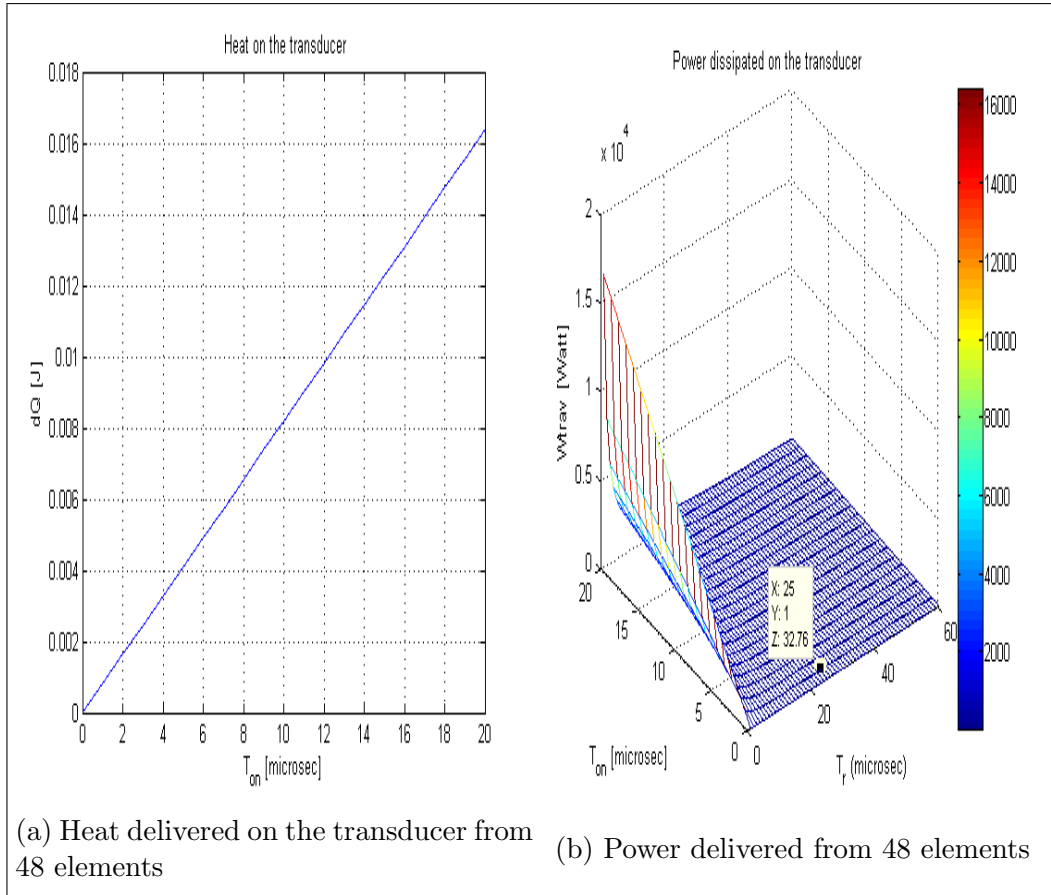 Heat on the transducer
0.018
0.016
0.014
0.012
0.01
0.008
0.006
0.004
0.002
0
dQ [J]
0 2 4 6 8 10 12 14 16 18 20
T_on [microsec]
(a) Heat delivered on the transducer from
48 elements
Power dissipated on the transducer
x 10^4
2
1.5
1
0.5
0
Wtrav [Watt]
20
15
10
5
0
T_on [microsec]
0
20
40
60
T_r (microsec)
X: 25
Y: 1
Z: 32.76
16000
14000
12000
10000
8000
6000
4000
2000
(b) Power delivered from 48 elements